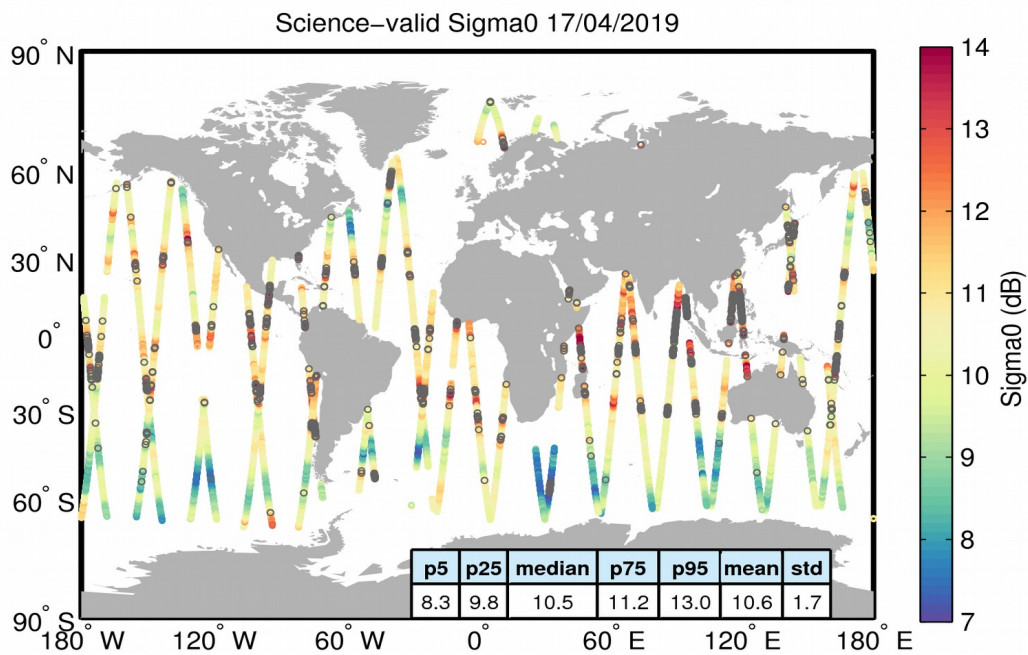 Science−valid Sigma0 17/04/2019
90° N
60° N
30° N
0°
30° S
60° S
90° S
180° W
120° W
60° W
0°
60° E
120° E
180° E
14
13
12
11
10
9
8
7
Sigma0 (dB)
p5 p25 median p75 p95 mean std
8.3 9.8 10.5 11.2 13.0 10.6 1.7